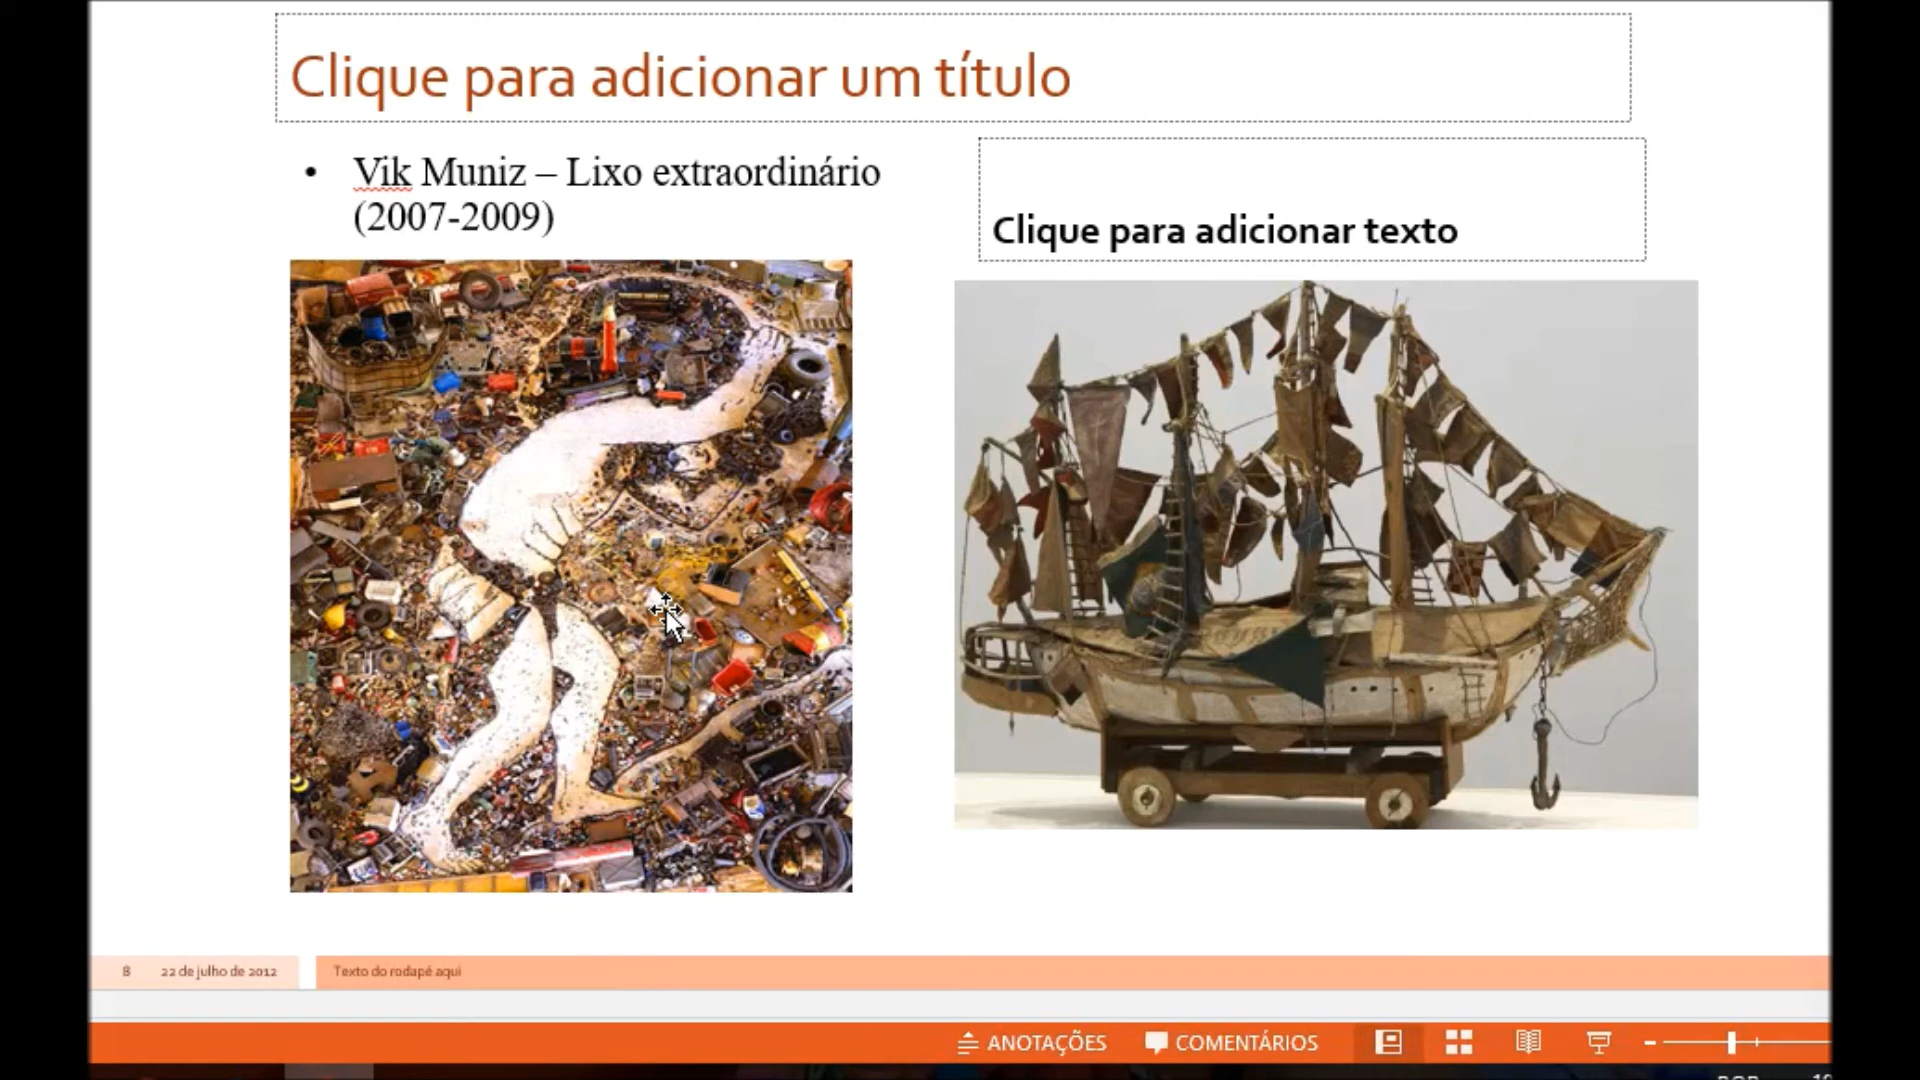 Clique para adicionar um título
• Vik Muniz – Lixo extraordinário
(2007-2009)
Clique para adicionar texto
8 22 de julho de 2012 Texto do rodapé aqui
ANOTAÇÕES COMENTÁRIOS